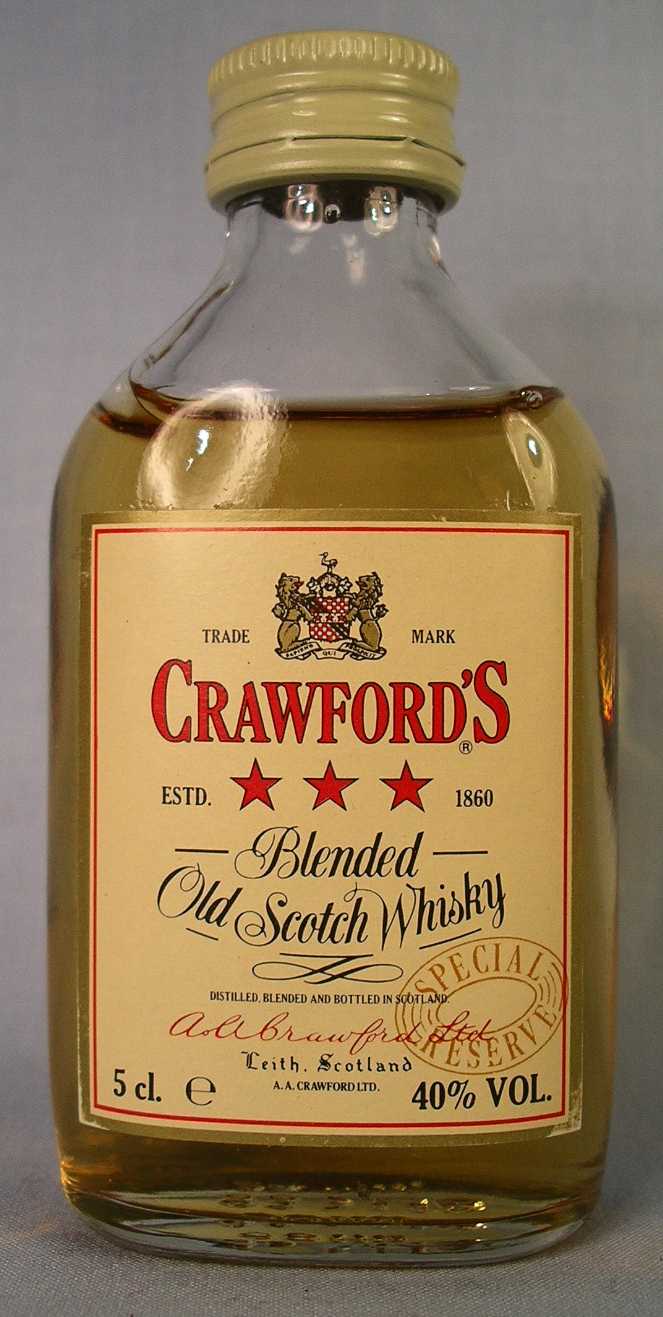 TRADE MARK
CRAWFORD'S
®
ESTD. 1860
Blended
Old Scotch Whisky
SPECIAL
RESERVE
DISTILLED, BLENDED AND BOTTLED IN SCOTLAND.
A&A Crawford Ltd
Leith, Scotland
A. A. CRAWFORD LTD.
5 cl. ℮ 40% VOL.